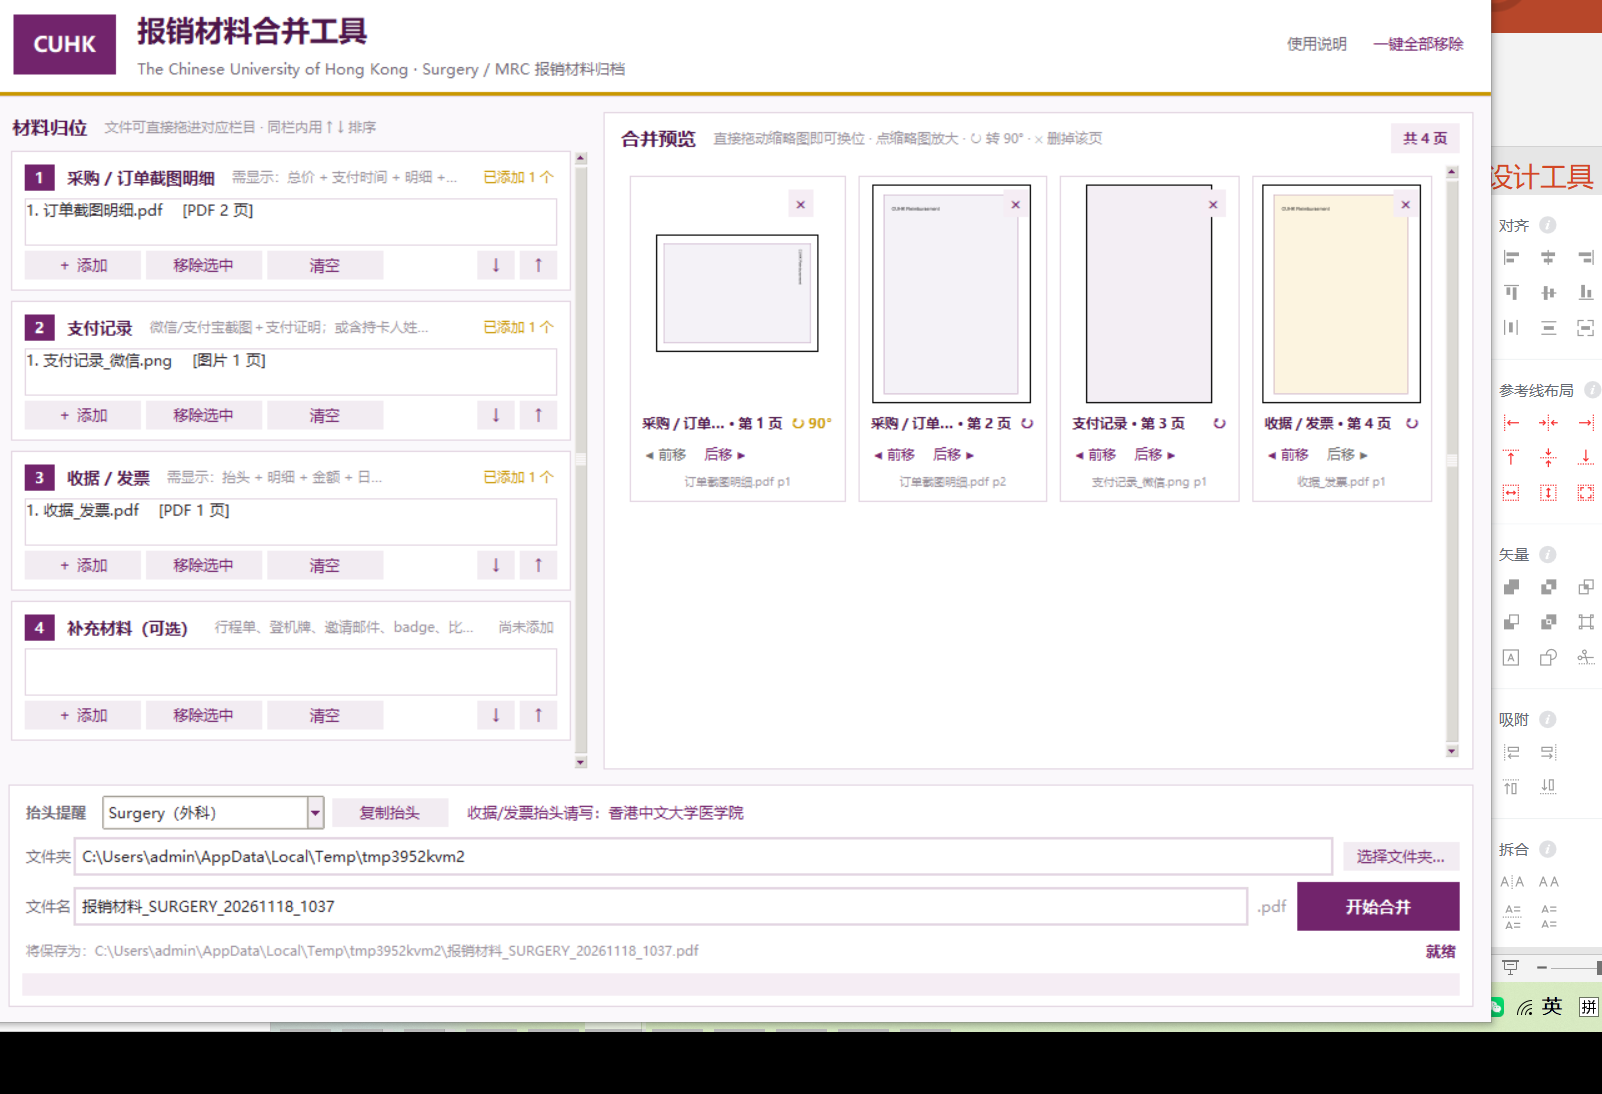 CUHK
报销材料合并工具
The Chinese University of Hong Kong · Surgery / MRC 报销材料归档
使用说明 一键全部移除
材料归位 文件可直接拖进对应栏目 · 同栏内用↑↓排序
1 采购 / 订单截图明细 需显示：总价 + 支付时间 + 明细 +... 已添加 1 个
1. 订单截图明细.pdf [PDF 2 页]
+ 添加 移除选中 清空 ↓ ↑
2 支付记录 微信/支付宝截图 + 支付证明；或含持卡人姓... 已添加 1 个
1. 支付记录_微信.png [图片 1 页]
+ 添加 移除选中 清空 ↓ ↑
3 收据 / 发票 需显示：抬头 + 明细 + 金额 + 日... 已添加 1 个
1. 收据_发票.pdf [PDF 1 页]
+ 添加 移除选中 清空 ↓ ↑
4 补充材料（可选） 行程单、登机牌、邀请邮件、badge、比... 尚未添加
+ 添加 移除选中 清空 ↓ ↑
合并预览 直接拖动缩略图即可换位 · 点缩略图放大 · ↻ 转 90° · × 删掉该页 共 4 页
× × × ×
CUHK Reimbursement
CUHK Reimbursement
CUHK Reimbursement
采购 / 订单... • 第 1 页 ↻ 90°
◂ 前移 后移 ▸
订单截图明细.pdf p1
采购 / 订单... • 第 2 页 ↻
◂ 前移 后移 ▸
订单截图明细.pdf p2
支付记录 • 第 3 页 ↻
◂ 前移 后移 ▸
支付记录_微信.png p1
收据 / 发票 • 第 4 页 ↻
◂ 前移 后移 ▸
收据_发票.pdf p1
抬头提醒 Surgery（外科） 复制抬头 收据/发票抬头请写：香港中文大学医学院
文件夹 C:\Users\admin\AppData\Local\Temp\tmp3952kvm2 选择文件夹...
文件名 报销材料_SURGERY_20261118_1037 .pdf 开始合并
将保存为：C:\Users\admin\AppData\Local\Temp\tmp3952kvm2\报销材料_SURGERY_20261118_1037.pdf 就绪
设计工具
对齐
参考线布局
矢量
吸附
拆合
英 拼